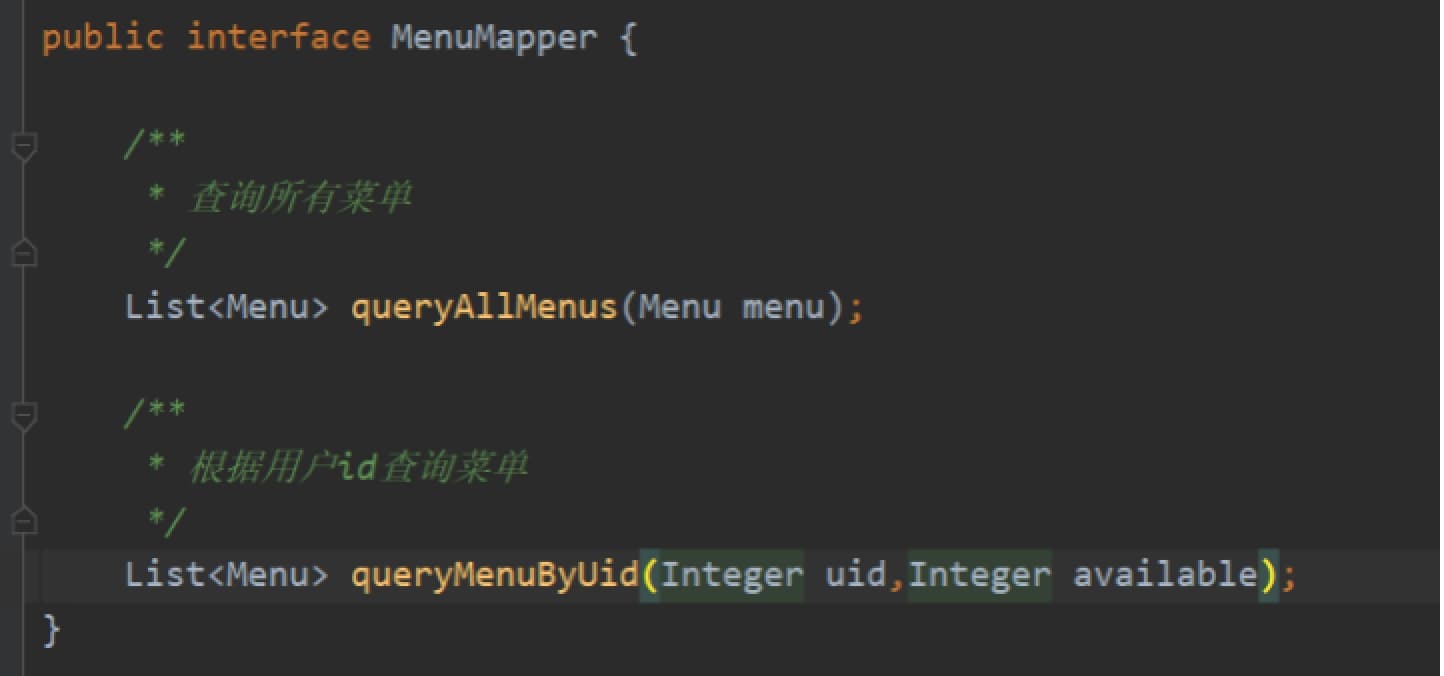 public interface MenuMapper {
/**
* 查询所有菜单
*/
List<Menu> queryAllMenus(Menu menu);
/**
* 根据用户id查询菜单
*/
List<Menu> queryMenuByUid(Integer uid,Integer available);
}